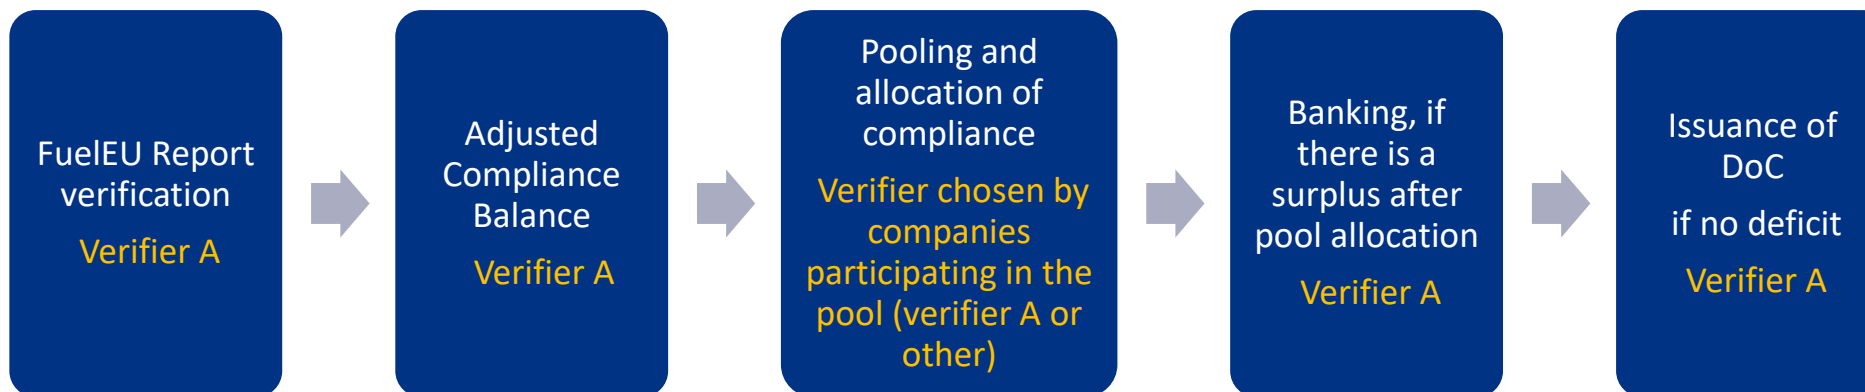 FuelEU Report
verification
Verifier A
Adjusted
Compliance
Balance
Verifier A
Pooling and
allocation of
compliance
Verifier chosen by
companies
participating in the
pool (verifier A or
other)
Banking, if
there is a
surplus after
pool allocation
Verifier A
Issuance of
DoC
if no deficit
Verifier A